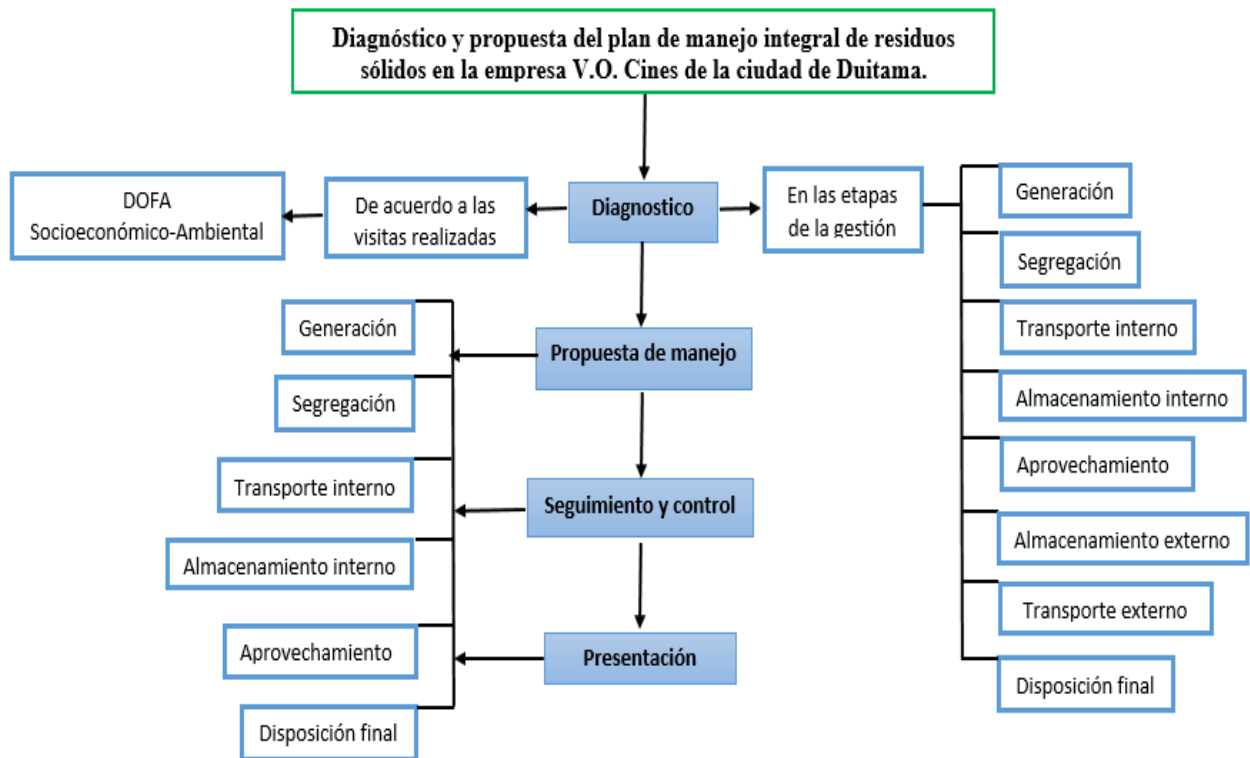 Diagnóstico y propuesta del plan de manejo integral de residuos
sólidos en la empresa V.O. Cines de la ciudad de Duitama.
DOFA
Socioeconómico-Ambiental
De acuerdo a las
visitas realizadas
Diagnostico
En las etapas
de la gestión
Generación
Segregación
Transporte interno
Almacenamiento interno
Aprovechamiento
Almacenamiento externo
Transporte externo
Disposición final
Propuesta de manejo
Seguimiento y control
Presentación
Generación
Segregación
Transporte interno
Almacenamiento interno
Aprovechamiento
Disposición final